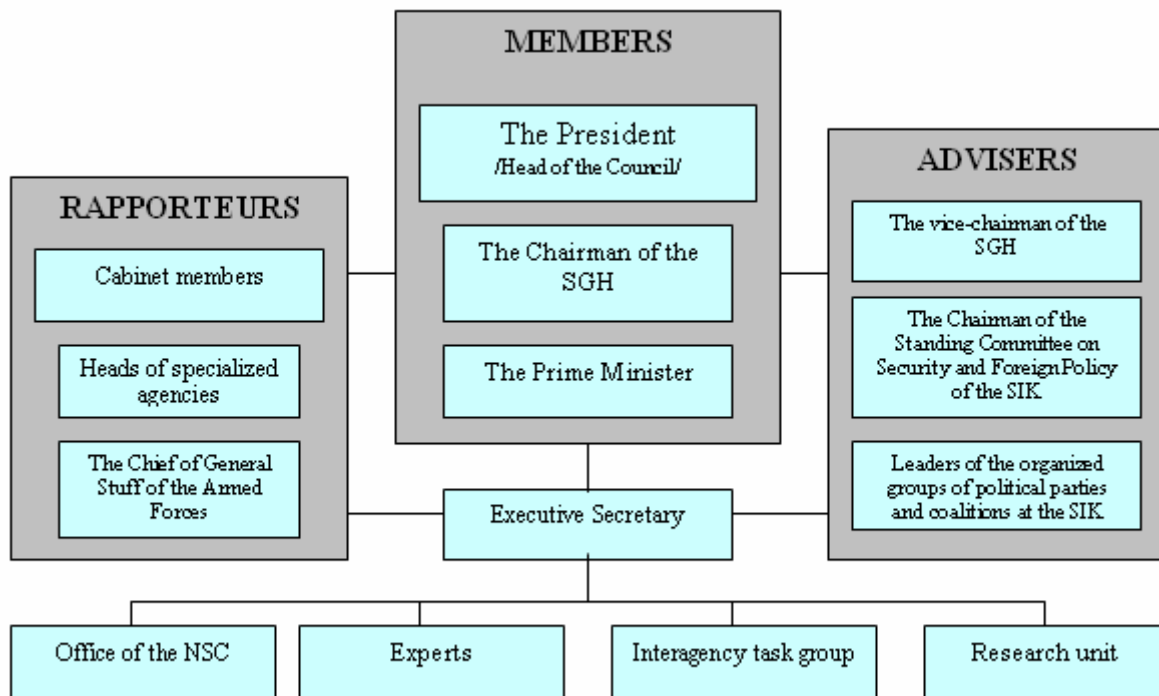 MEMBERS
The President
/Head of the Council/
The Chairman of the
SGH
The Prime Minister
RAPPORTEURS
Cabinet members
Heads of specialized
agencies
The Chief of General
Stuff of the Armed
Forces
ADVISERS
The vice-chairman of the
SGH
The Chairman of the
Standing Committee on
Security and Foreign Policy
of the SIK.
Leaders of the organized
groups of political parties
and coalitions at the SIK.
Executive Secretary
Office of the NSC
Experts
Interagency task group
Research unit